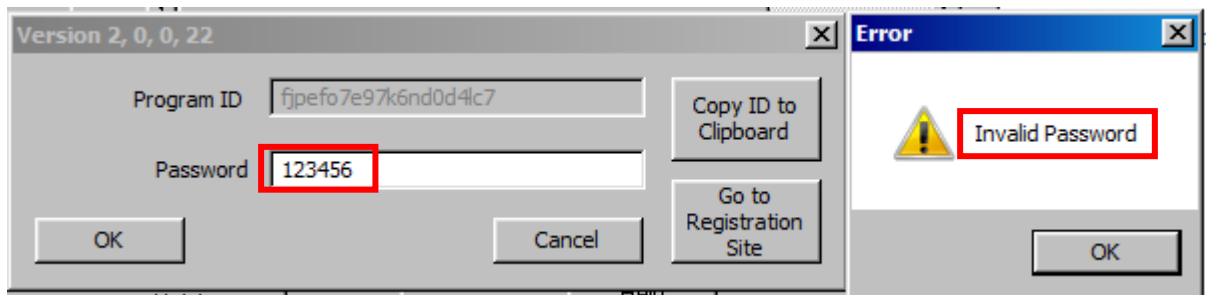 Version 2, 0, 0, 22
Program ID
fjpefo7e97k6nd0d4lc7
Copy ID to
Clipboard
Password
123456
Go to
Registration
Site
OK
Cancel
Error
Invalid Password
OK